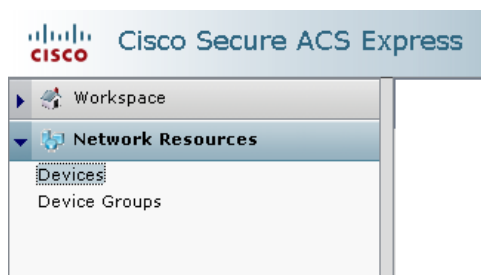 CISCO Cisco Secure ACS Express
Workspace
Network Resources
Devices
Device Groups